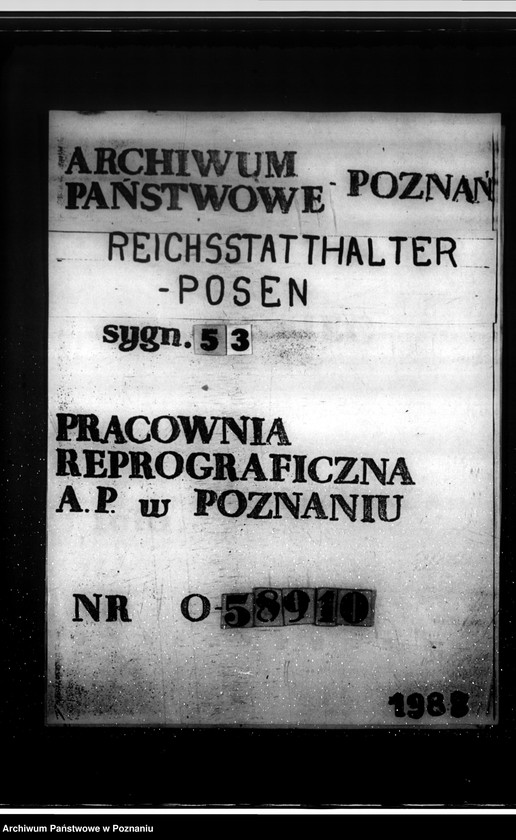 ARCHIWUM
PAŃSTWOWE - POZNAŃ
REICHSSTATTHALTER
-POSEN
sygn. 53
PRACOWNIA
REPROGRAFICZNA
A.P. w POZNANIU
NR O-58910
Archiwum Państwowe w Poznaniu